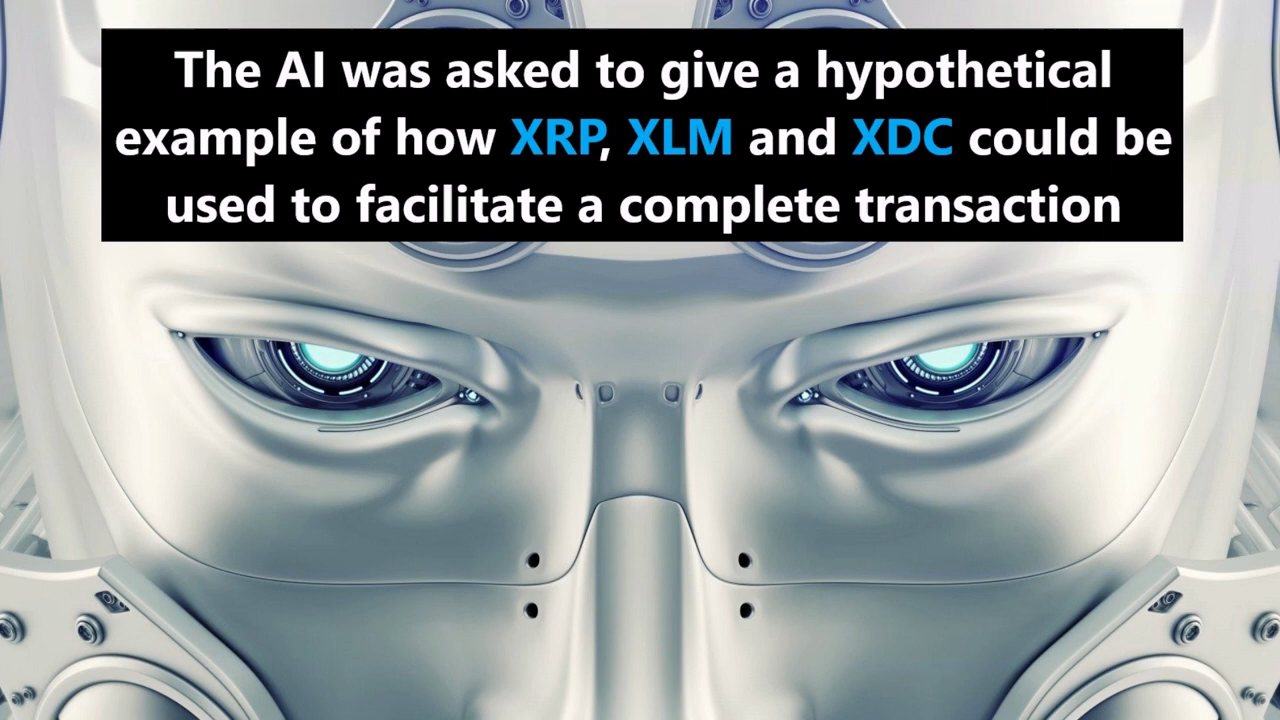 The AI was asked to give a hypothetical
example of how XRP, XLM and XDC could be
used to facilitate a complete transaction